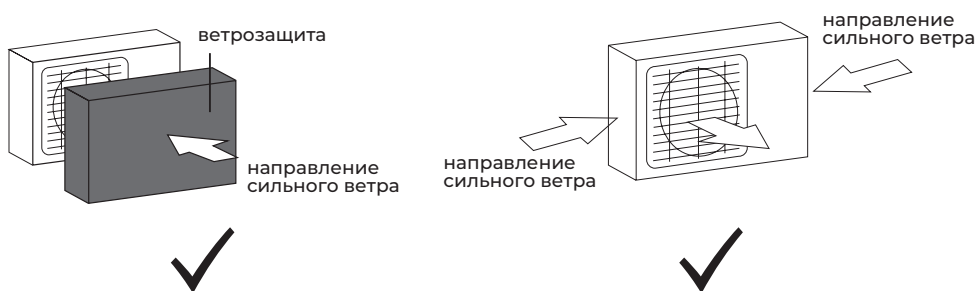 ветрозащита
направление
сильного ветра
направление
сильного ветра
направление
сильного ветра